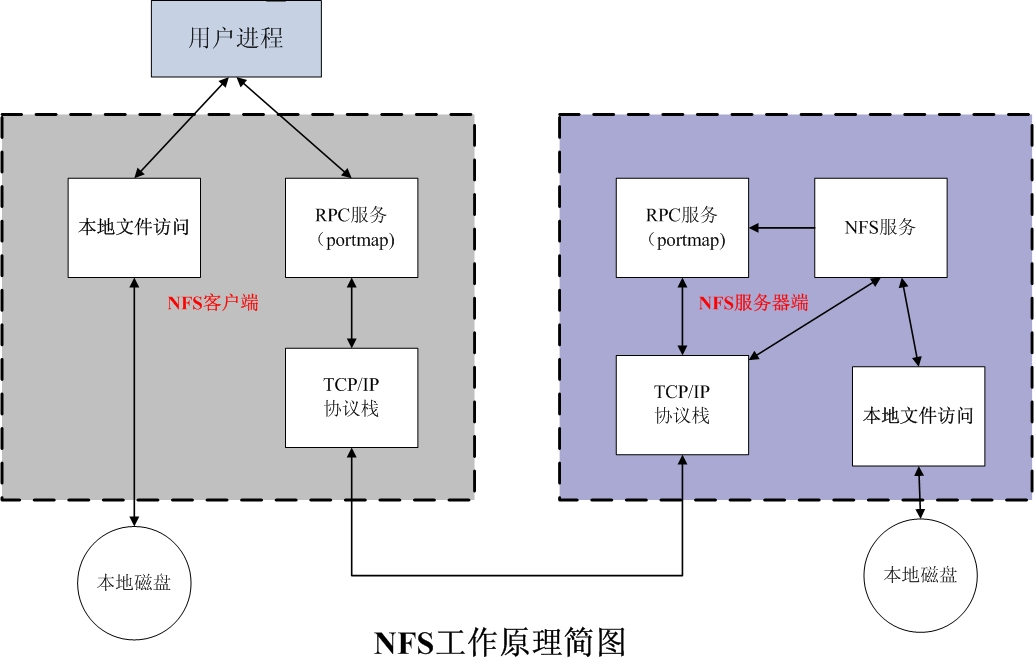 用户进程
本地文件访问
RPC服务
（portmap)
NFS客户端
TCP/IP
协议栈
本地磁盘
RPC服务
（portmap)
NFS服务
NFS服务器端
TCP/IP
协议栈
本地文件访问
本地磁盘
NFS工作原理简图